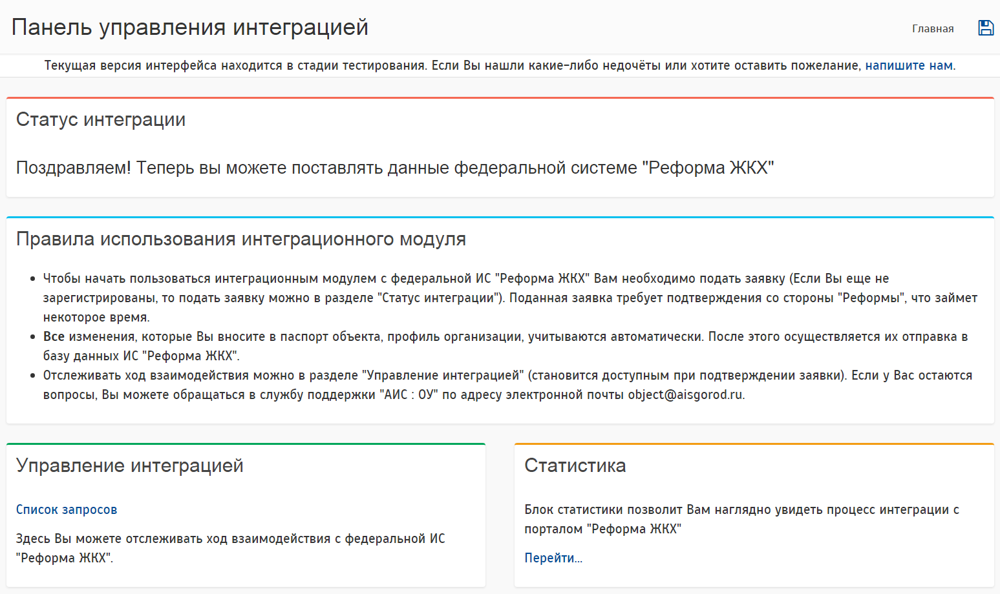 Панель управления интеграцией
Главная
Текущая версия интерфейса находится в стадии тестирования. Если Вы нашли какие-либо недочёты или хотите оставить пожелание, напишите нам.
Статус интеграции
Поздравляем! Теперь вы можете поставлять данные федеральной системе "Реформа ЖКХ"
Правила использования интеграционного модуля
• Чтобы начать пользоваться интеграционным модулем с федеральной ИС "Реформа ЖКХ" Вам необходимо подать заявку (Если Вы еще не
зарегистрированы, то подать заявку можно в разделе "Статус интеграции"). Поданная заявка требует подтверждения со стороны "Реформы", что займет
некоторое время.
• Все изменения, которые Вы вносите в паспорт объекта, профиль организации, учитываются автоматически. После этого осуществляется их отправка в
базу данных ИС "Реформа ЖКХ".
• Отслеживать ход взаимодействия можно в разделе "Управление интеграцией" (становится доступным при подтверждении заявки). Если у Вас остаются
вопросы, Вы можете обращаться в службу поддержки "АИС : ОУ" по адресу электронной почты object@aisgorod.ru.
Управление интеграцией
Список запросов
Здесь Вы можете отслеживать ход взаимодействия с федеральной ИС
"Реформа ЖКХ".
Статистика
Блок статистики позволит Вам наглядно увидеть процесс интеграции с
порталом "Реформа ЖКХ"
Перейти...